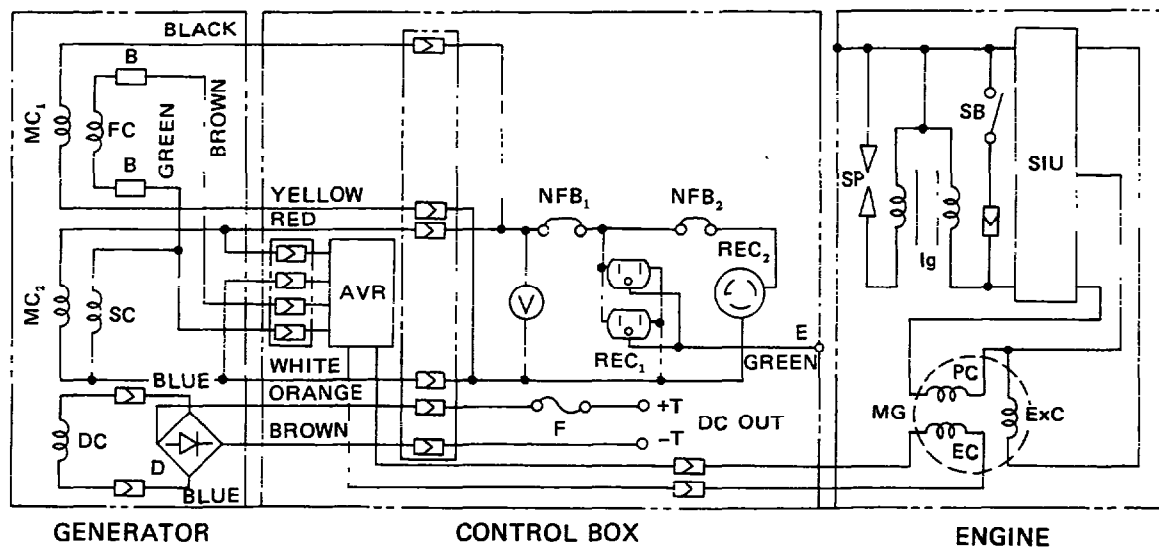 BLACK
B
MC₁
FC
GREEN
BROWN
B
YELLOW
RED
NFB₁
NFB₂
SB
SP
SIU
Ig
MC₂
SC
AVR
V
REC₂
REC₁
E
GREEN
WHITE
BLUE
ORANGE
BROWN
F
+T
−T
DC OUT
DC
D
BLUE
PC
MG
EC
ExC
GENERATOR
CONTROL BOX
ENGINE